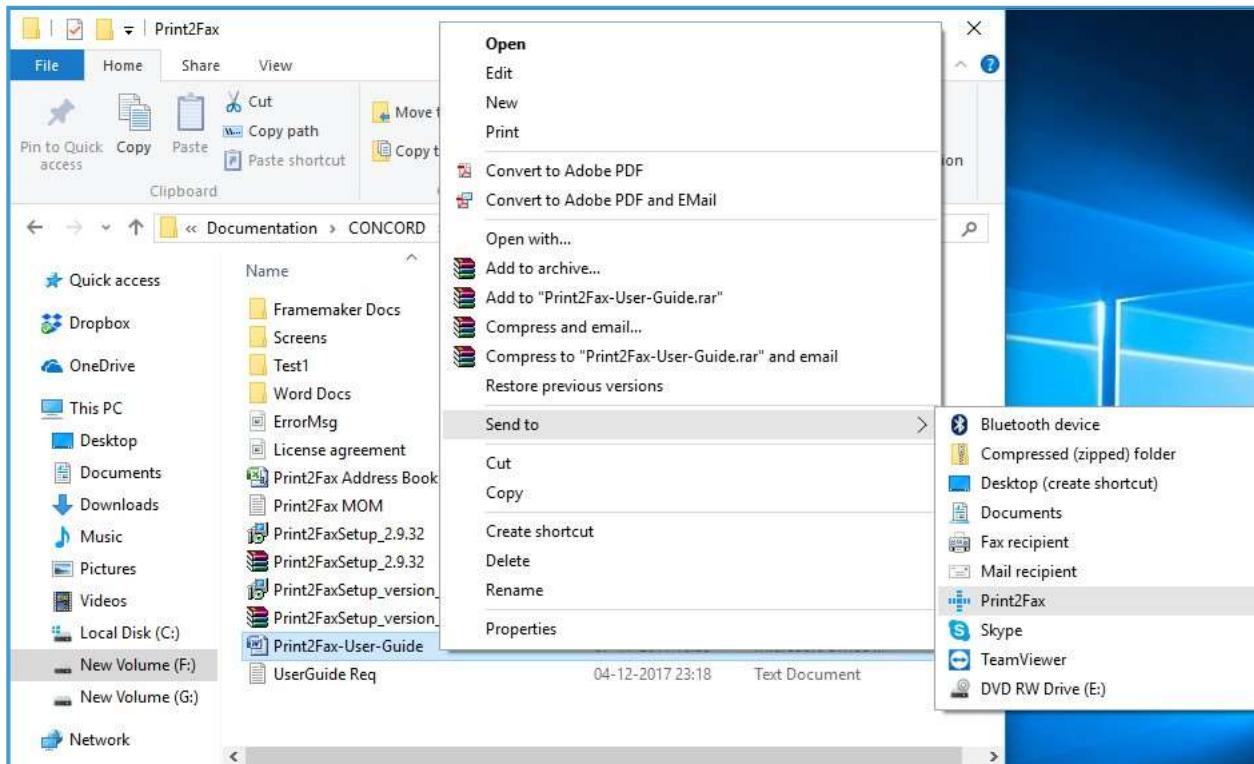 Print2Fax
File Home Share View
Pin to Quick access
Copy
Paste
Cut
Copy path
Paste shortcut
Move t
Copy t
ion
Clipboard
« Documentation › CONCORD
Quick access
Dropbox
OneDrive
This PC
Desktop
Documents
Downloads
Music
Pictures
Videos
Local Disk (C:)
New Volume (F:)
New Volume (G:)
Network
Name
Framemaker Docs
Screens
Test1
Word Docs
ErrorMsg
License agreement
Print2Fax Address Book
Print2Fax MOM
Print2FaxSetup_2.9.32
Print2FaxSetup_2.9.32
Print2FaxSetup_version_
Print2FaxSetup_version_
Print2Fax-User-Guide
UserGuide Req 04-12-2017 23:18 Text Document
Open
Edit
New
Print
Convert to Adobe PDF
Convert to Adobe PDF and EMail
Open with...
Add to archive...
Add to "Print2Fax-User-Guide.rar"
Compress and email...
Compress to "Print2Fax-User-Guide.rar" and email
Restore previous versions
Send to
Cut
Copy
Create shortcut
Delete
Rename
Properties
Bluetooth device
Compressed (zipped) folder
Desktop (create shortcut)
Documents
Fax recipient
Mail recipient
Print2Fax
Skype
TeamViewer
DVD RW Drive (E:)